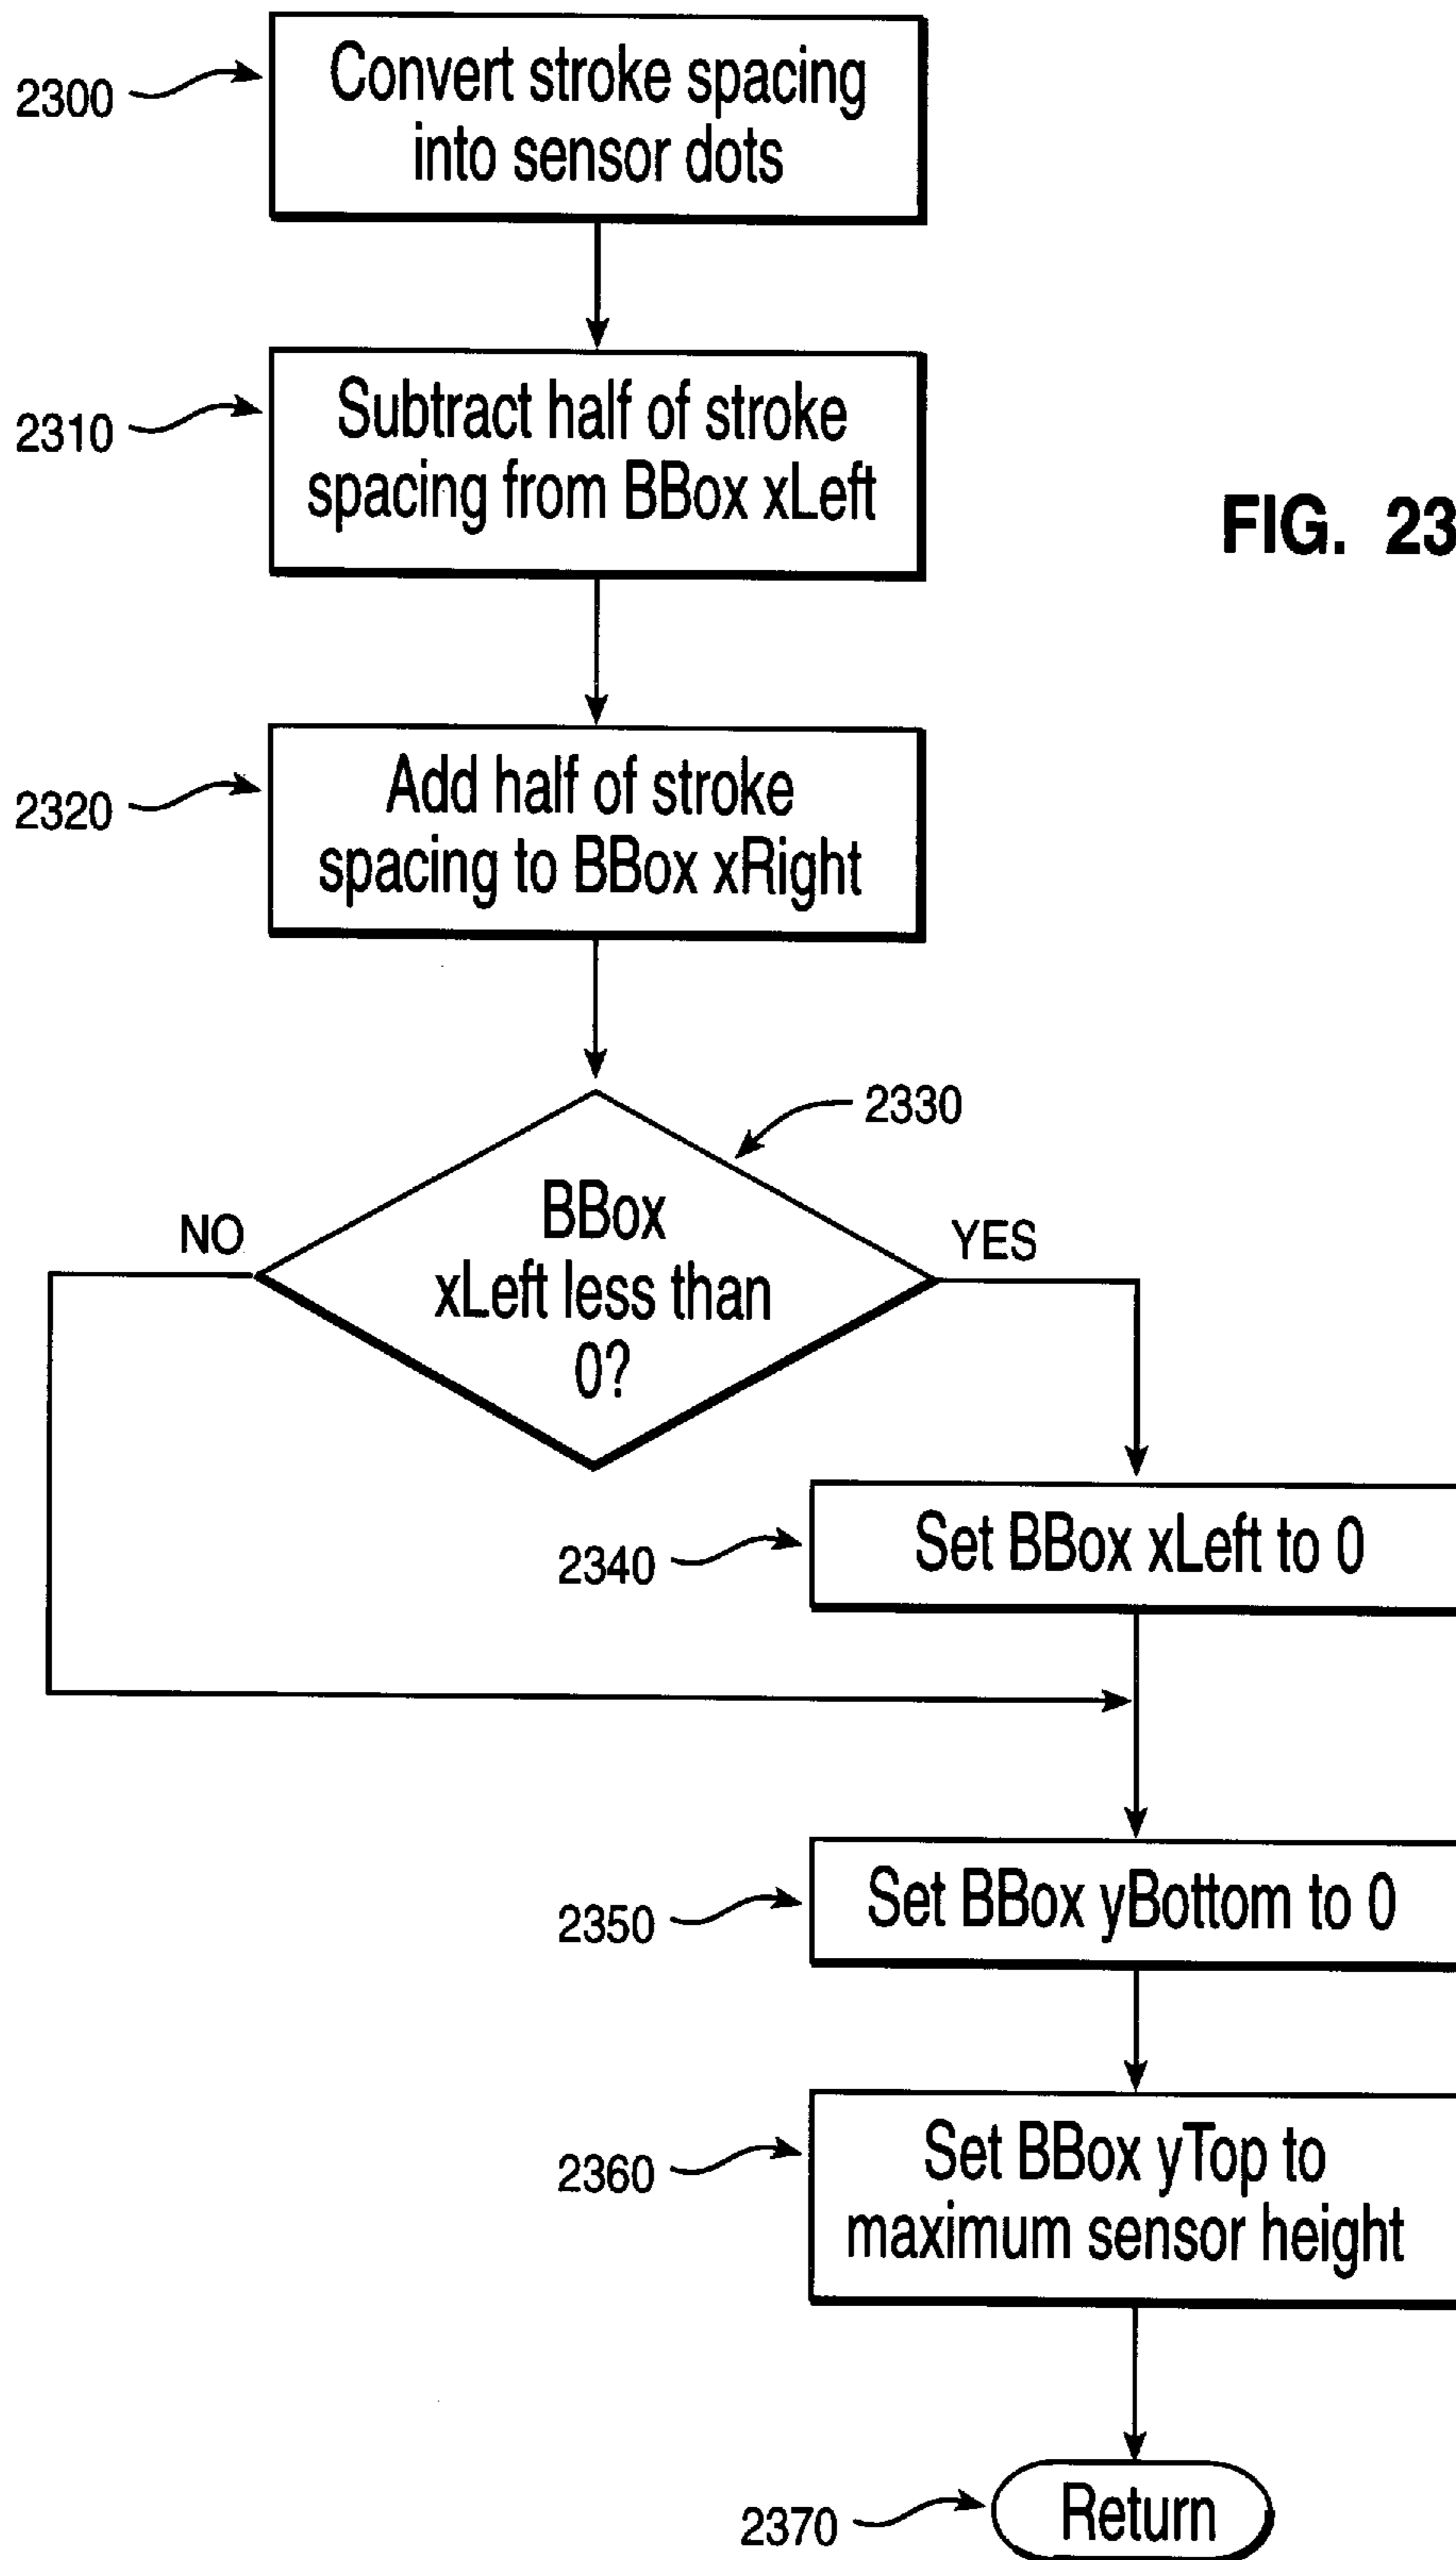 2300
Convert stroke spacing
into sensor dots
2310
Subtract half of stroke
spacing from BBox xLeft
FIG. 23
2320
Add half of stroke
spacing to BBox xRight
2330
NO
YES
BBox
xLeft less than
0?
2340
Set BBox xLeft to 0
2350
Set BBox yBottom to 0
2360
Set BBox yTop to
maximum sensor height
2370
Return